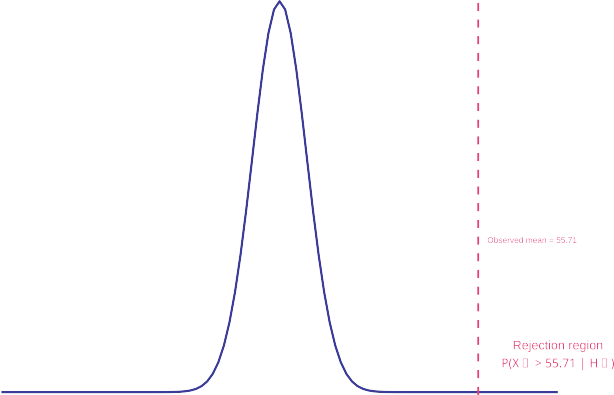 Observed mean = 55,71
Rejection region
P(X > 55,71 | H )